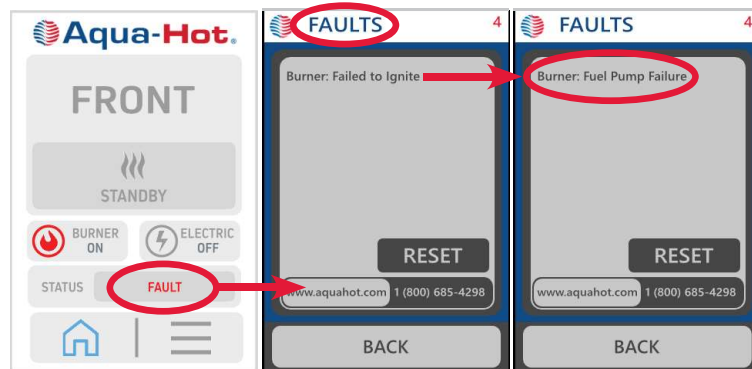 Aqua-Hot.
FRONT
STANDBY
BURNER
ON
ELECTRIC
OFF
STATUS
FAULT
FAULTS
4
Burner: Failed to Ignite
RESET
www.aquahot.com 1 (800) 685-4298
BACK
FAULTS
4
Burner: Fuel Pump Failure
RESET
www.aquahot.com 1 (800) 685-4298
BACK